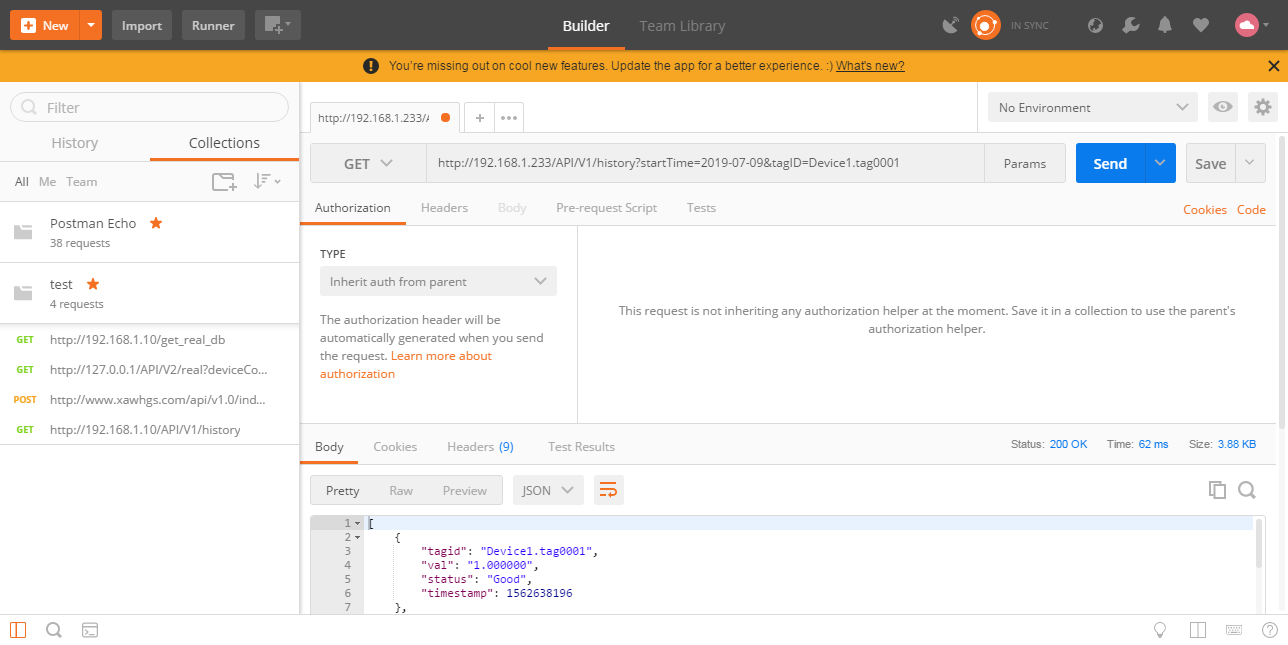 New
Import
Runner
Builder
Team Library
IN SYNC
You're missing out on cool new features. Update the app for a better experience. :) What's new?
Filter
History
Collections
All Me Team
Postman Echo
38 requests
test
4 requests
GET http://192.168.1.10/get_real_db
GET http://127.0.0.1/API/V2/real?deviceCo...
POST http://www.xawhgs.com/api/v1.0/ind...
GET http://192.168.1.10/API/V1/history
http://192.168.1.233/A
No Environment
GET
http://192.168.1.233/API/V1/history?startTime=2019-07-09&tagID=Device1.tag0001
Params
Send
Save
Authorization
Headers
Body
Pre-request Script
Tests
Cookies
Code
TYPE
Inherit auth from parent
The authorization header will be
automatically generated when you send
the request. Learn more about
authorization
This request is not inheriting any authorization helper at the moment. Save it in a collection to use the parent's
authorization helper.
Body
Cookies
Headers (9)
Test Results
Status: 200 OK
Time: 62 ms
Size: 3.88 KB
Pretty
Raw
Preview
JSON
1 [
2 {
3 "tagid": "Device1.tag0001",
4 "val": "1.000000",
5 "status": "Good",
6 "timestamp": 1562638196
7 },